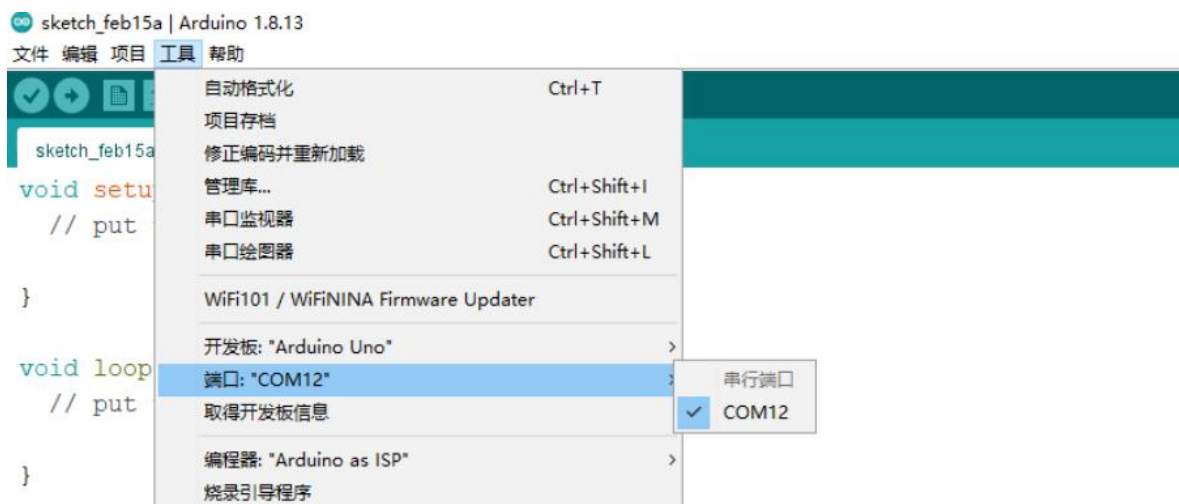 sketch_feb15a | Arduino 1.8.13
文件 编辑 项目 工具 帮助
自动格式化 Ctrl+T
项目存档
sketch_feb15a
修正编码并重新加载
void setu
管理库... Ctrl+Shift+I
// put
串口监视器 Ctrl+Shift+M
串口绘图器 Ctrl+Shift+L
}
WiFi101 / WiFiNINA Firmware Updater
开发板: "Arduino Uno"
void loop
端口: "COM12"
串行端口
// put
取得开发板信息
COM12
编程器: "Arduino as ISP"
}
烧录引导程序